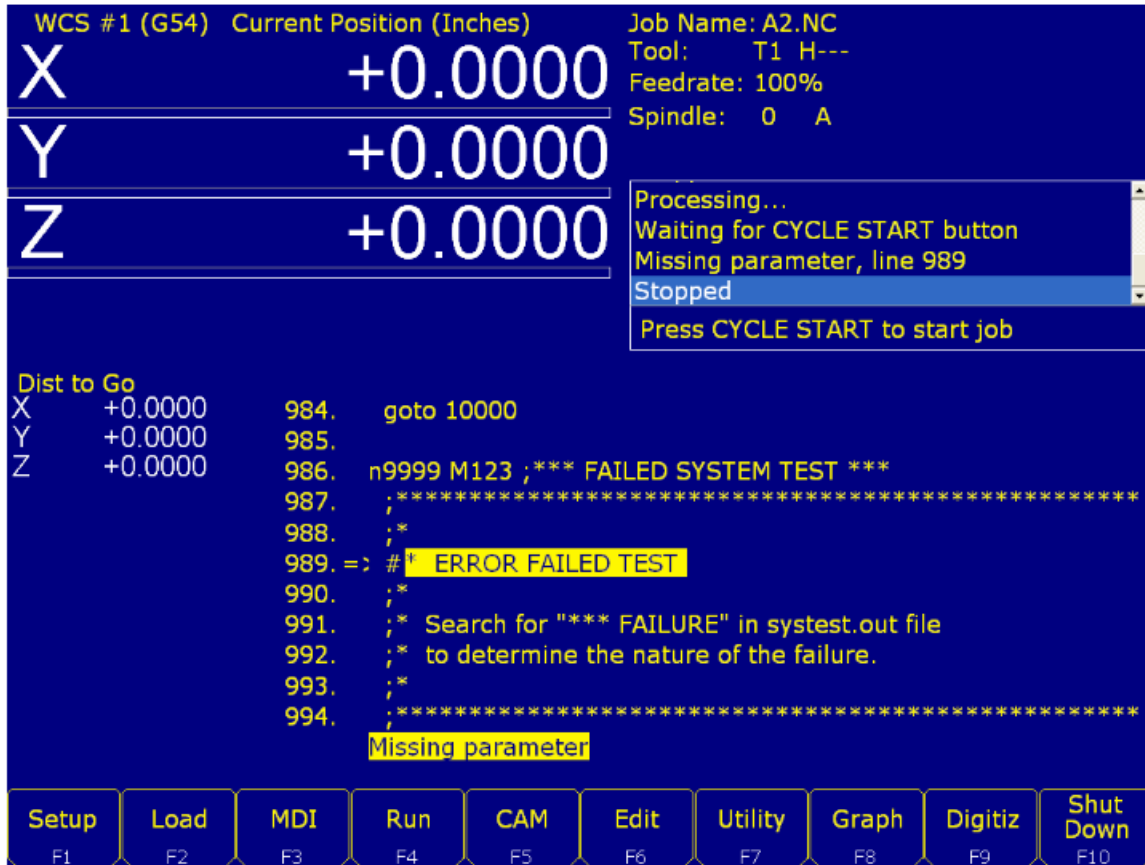 WCS #1 (G54) Current Position (Inches)
X +0.0000
Y +0.0000
Z +0.0000
Job Name: A2.NC
Tool: T1 H---
Feedrate: 100%
Spindle: 0 A
Processing...
Waiting for CYCLE START button
Missing parameter, line 989
Stopped
Press CYCLE START to start job
Dist to Go
X +0.0000
Y +0.0000
Z +0.0000
984. goto 10000
985.
986. n9999 M123 ;*** FAILED SYSTEM TEST ***
987. ;****************************************************
988. ;*
989. => #* ERROR FAILED TEST
990. ;*
991. ;* Search for "*** FAILURE" in systest.out file
992. ;* to determine the nature of the failure.
993. ;*
994. ;****************************************************
Missing parameter
Setup F1
Load F2
MDI F3
Run F4
CAM F5
Edit F6
Utility F7
Graph F8
Digitiz F9
Shut Down F10